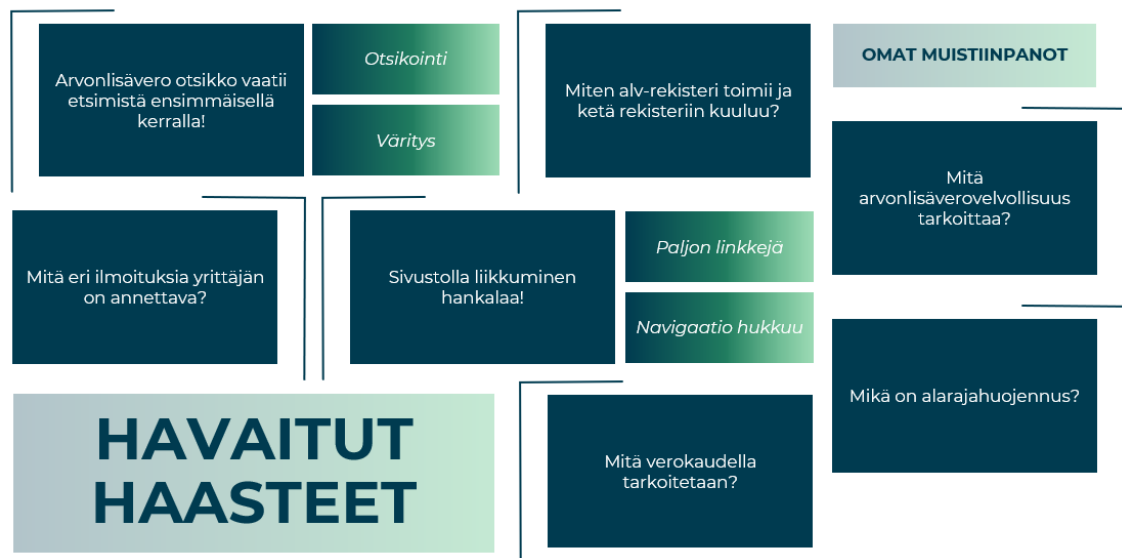 Arvonlisävero otsikko vaatii
etsimistä ensimmäisellä
kerralla!
Otsikointi
Väritys
Miten alv-rekisteri toimii ja
ketä rekisteriin kuuluu?
OMAT MUISTIINPANOT
Mitä
arvonlisäverovelvollisuus
tarkoittaa?
Mitä eri ilmoituksia yrittäjän
on annettava?
Sivustolla liikkuminen
hankalaa!
Paljon linkkejä
Navigaatio hukkuu
Mikä on alarajahuojennus?
HAVAITUT
HAASTEET
Mitä verokaudella
tarkoitetaan?